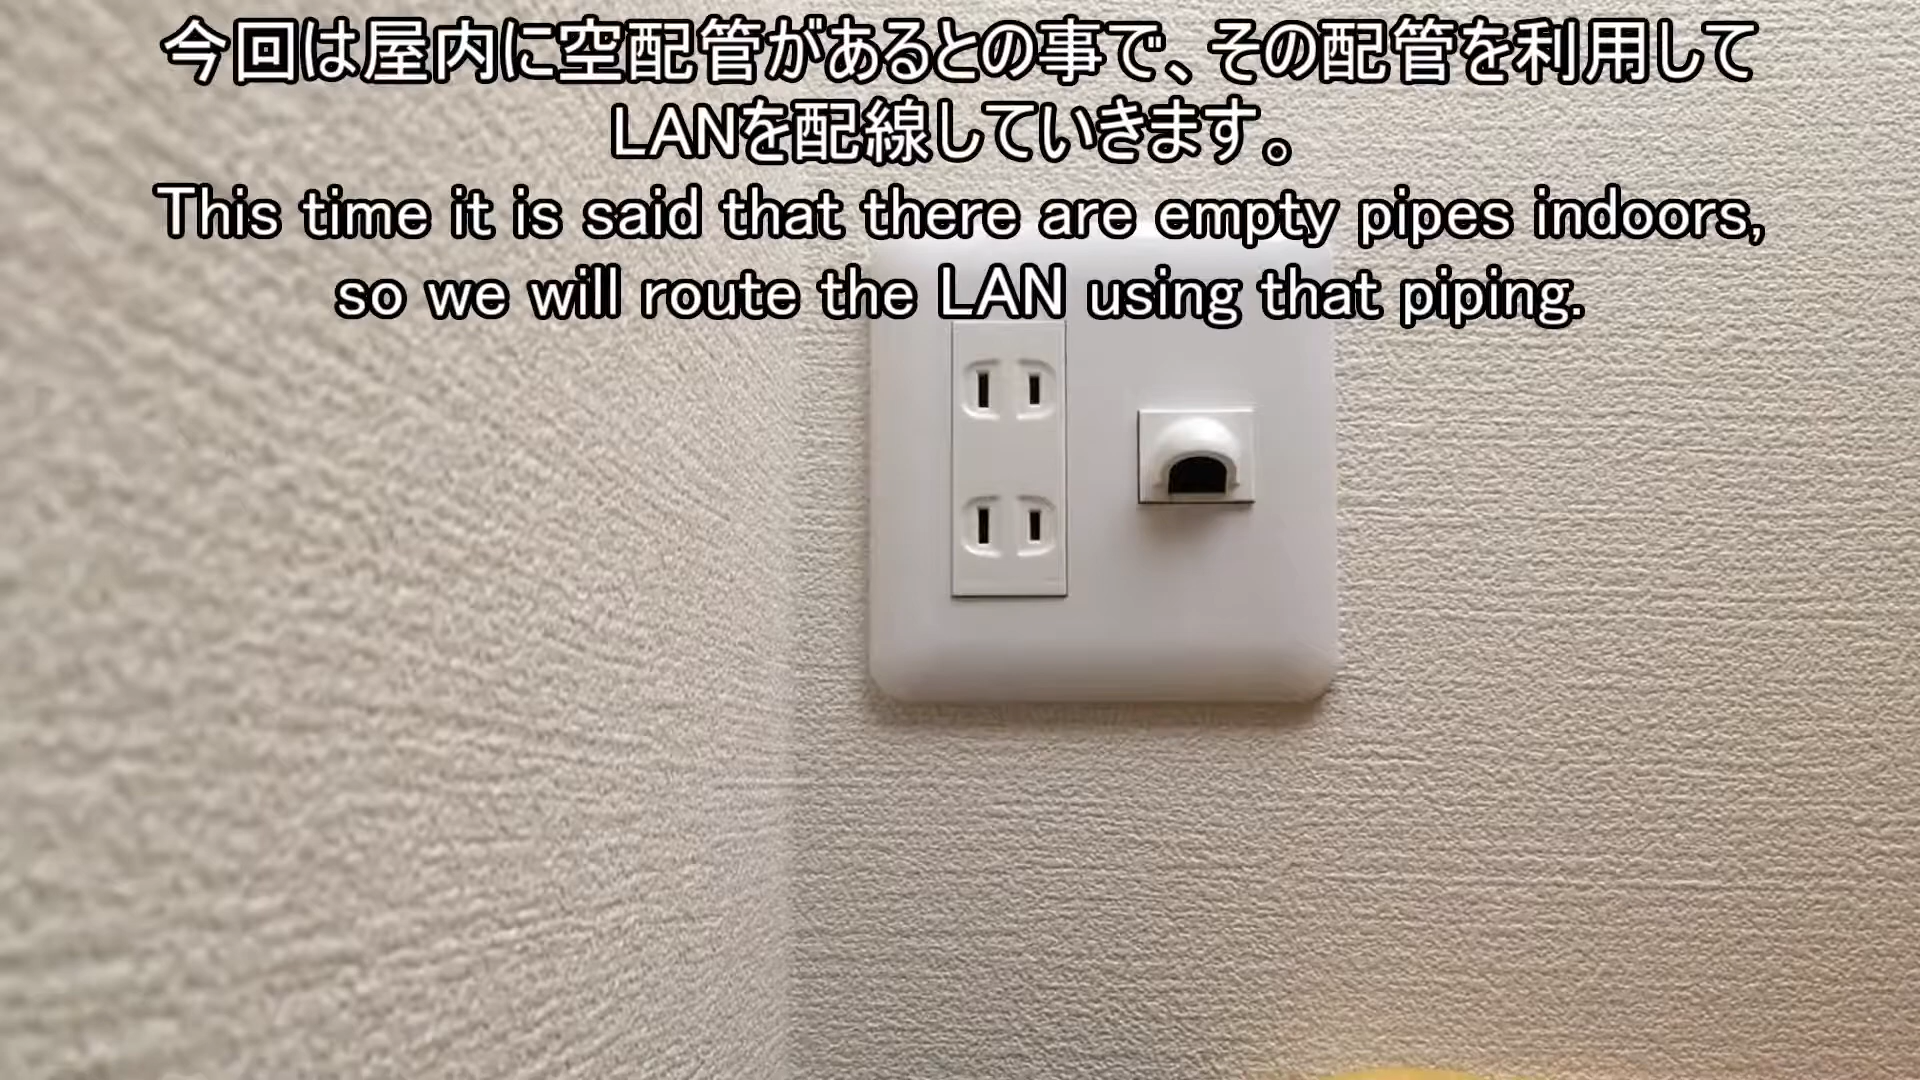 今回は屋内に空配管があるとの事で、その配管を利用して
LANを配線していきます。
This time it is said that there are empty pipes indoors,
so we will route the LAN using that piping.